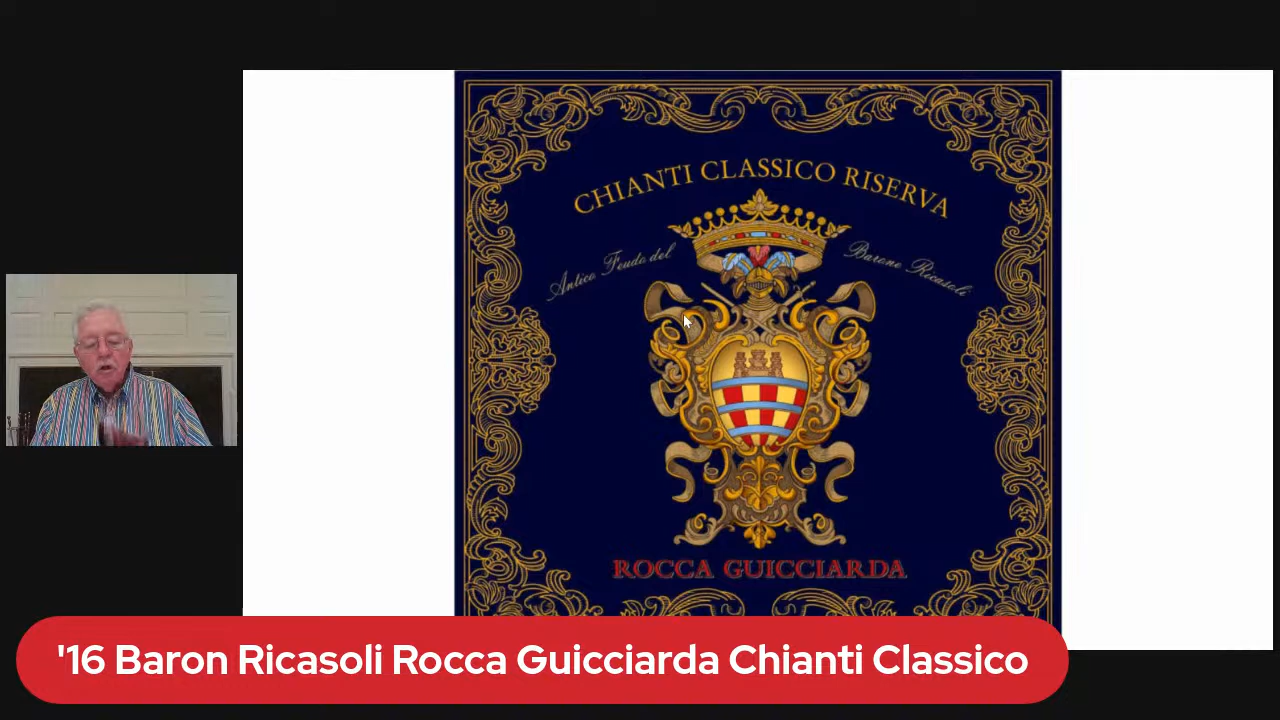 CHIANTI CLASSICO RISERVA
Antico Feudo del Barone Ricasoli
ROCCA GUICCIARDA
'16 Baron Ricasoli Rocca Guicciarda Chianti Classico